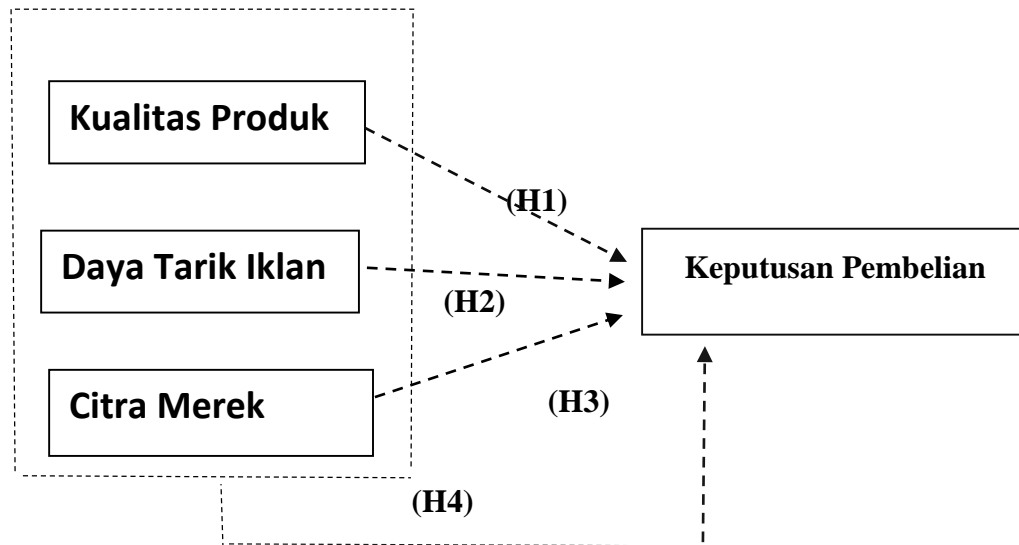 Kualitas Produk
(H1)
Daya Tarik Iklan
Keputusan Pembelian
(H2)
Citra Merek
(H3)
(H4)